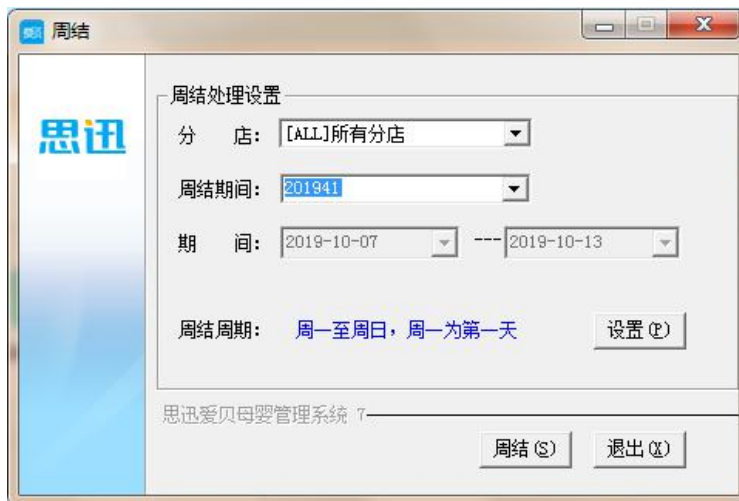 爱贝 周结
思迅
周结处理设置
分 店： [ALL]所有分店
周结期间： 201941
期 间： 2019-10-07 --- 2019-10-13
周结周期： 周一至周日，周一为第一天 设置(P)
思迅爱贝母婴管理系统 7
周结(S) 退出(X)